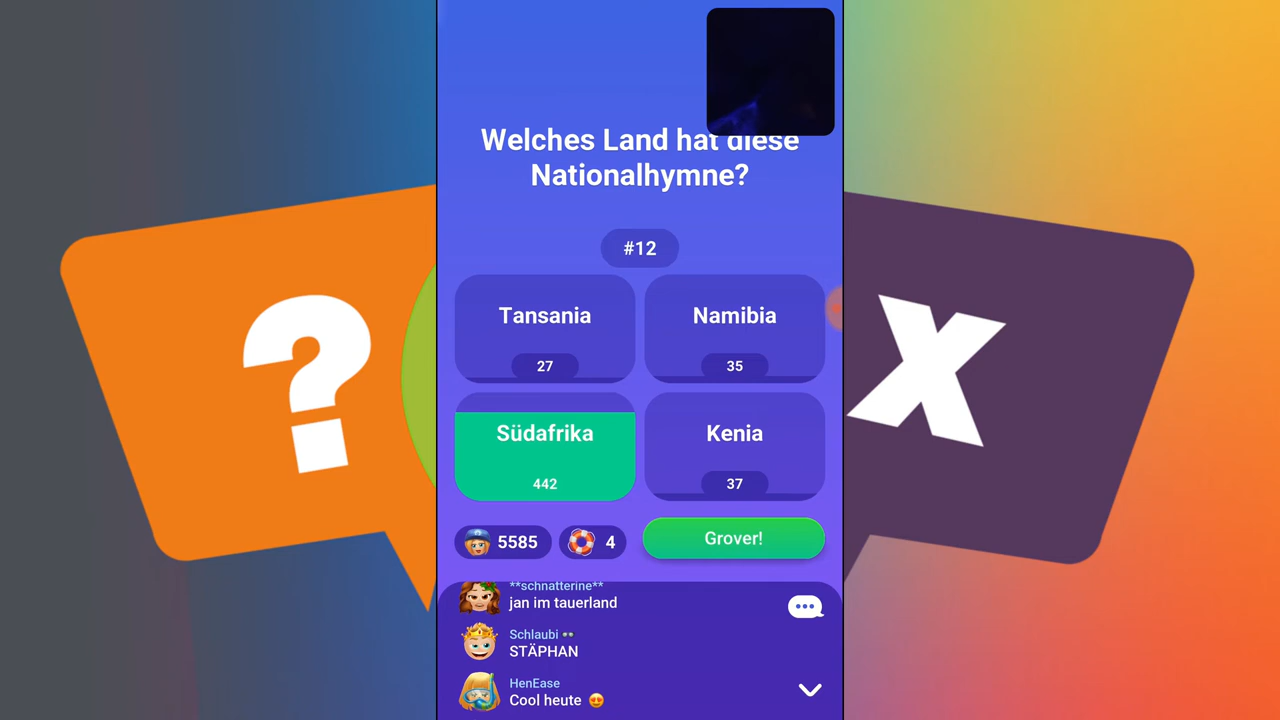 ?
X
Welches Land hat diese
Nationalhymne?
#12
Tansania
27
Namibia
35
Südafrika
442
Kenia
37
5585
4
Grover!
**schnatterine**
jan im tauerland
Schlaubi
STÄPHAN
HenEase
Cool heute 😍